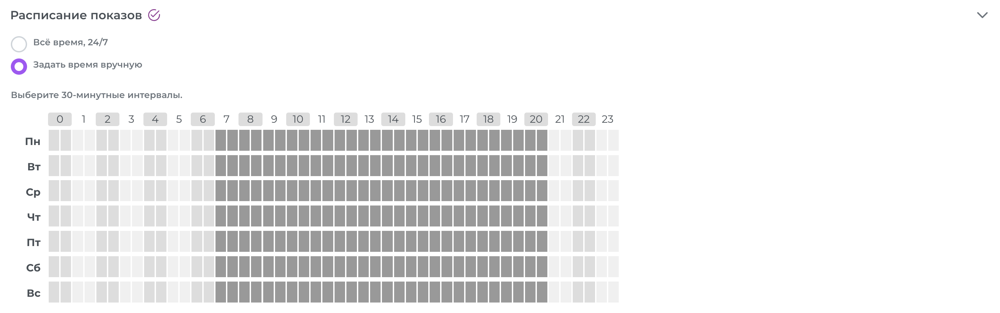 Расписание показов
Всё время, 24/7
Задать время вручную
Выберите 30-минутные интервалы.
0 1 2 3 4 5 6 7 8 9 10 11 12 13 14 15 16 17 18 19 20 21 22 23
Пн
Вт
Ср
Чт
Пт
Сб
Вс